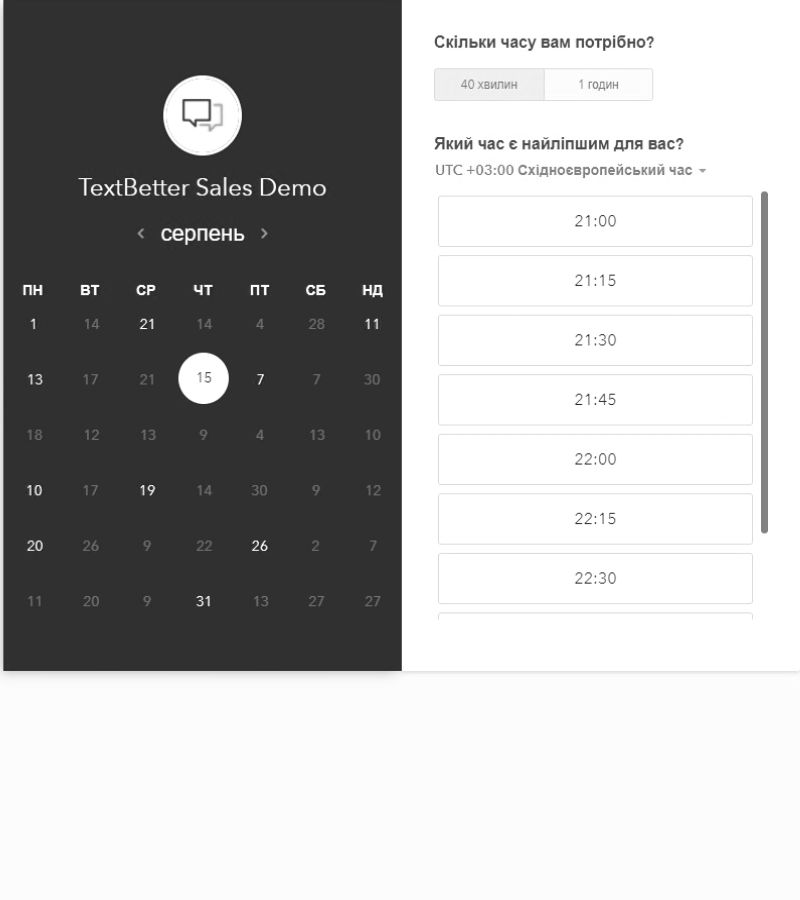 TextBetter Sales Demo
серпень
ПН ВТ СР ЧТ ПТ СБ НД
1 14 21 14 4 28 11
13 17 21 15 7 7 30
18 12 13 9 4 13 10
10 17 19 14 30 9 12
20 26 9 22 26 2 7
11 20 9 31 13 27 27
Скільки часу вам потрібно?
40 хвилин 1 годин
Який час є найліпшим для вас?
UTC +03:00 Східноєвропейський час
21:00
21:15
21:30
21:45
22:00
22:15
22:30